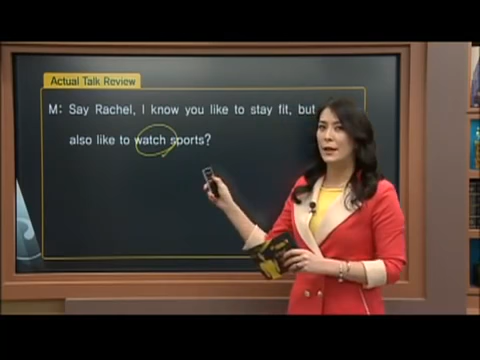 Actual Talk Review
M: Say Rachel, I know you like to stay fit, but
also like to watch sports?